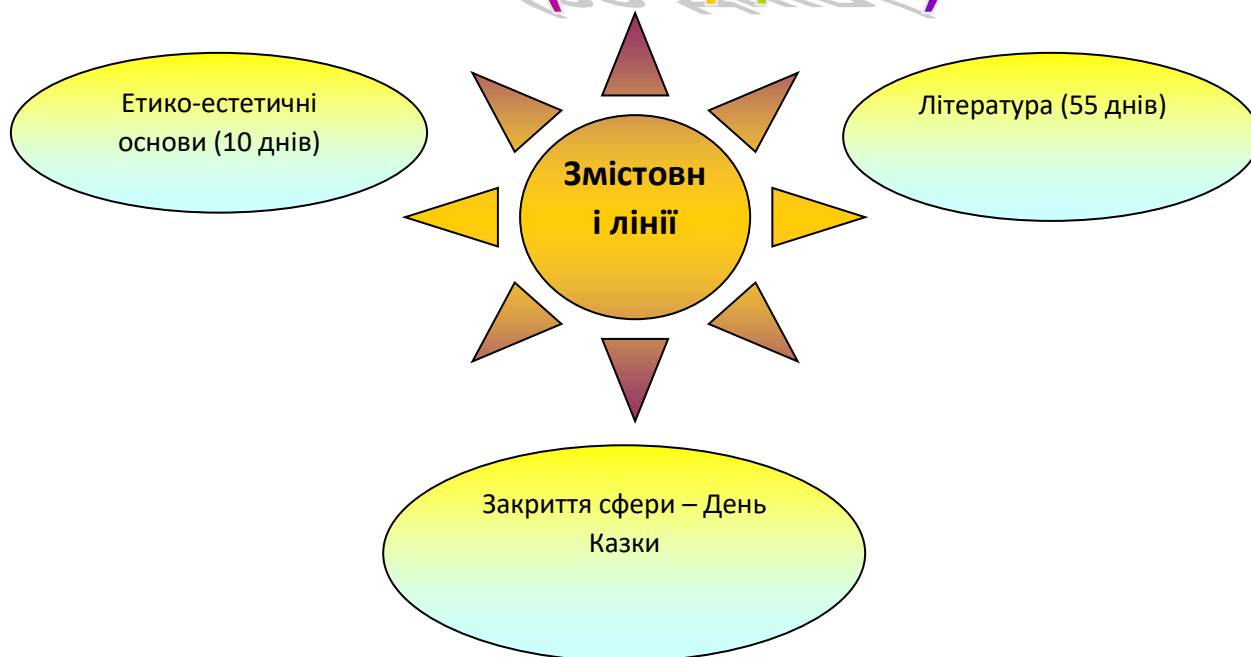 Етико-естетичні
основи (10 днів)
Література (55 днів)
Змістовн
і лінії
Закриття сфери – День
Казки